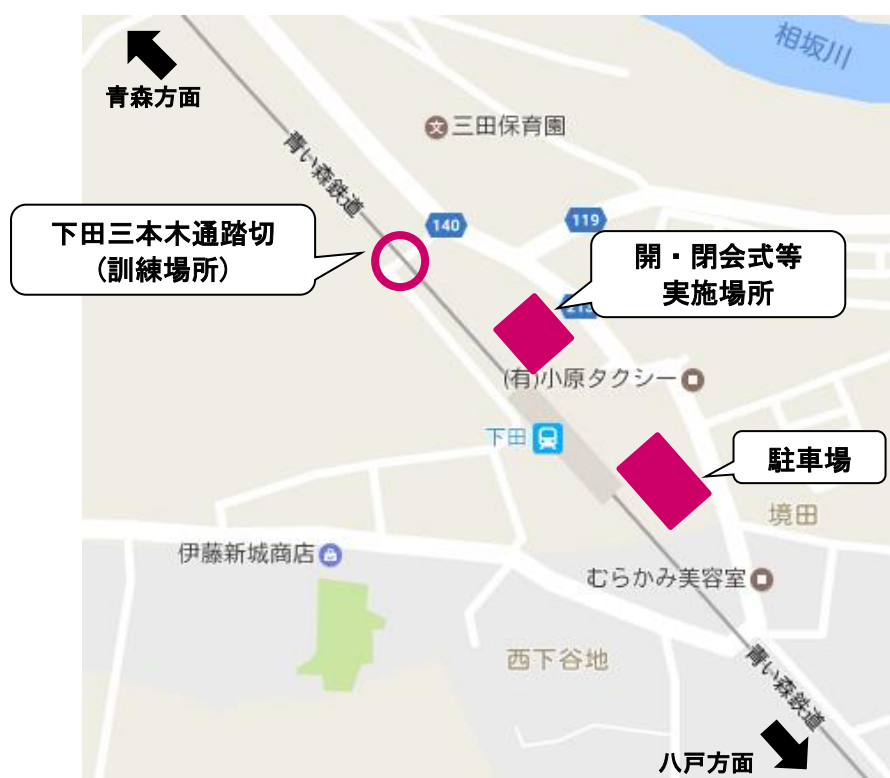 相坂川
青森方面
三田保育園
青い森鉄道
140
119
下田三本木通踏切
(訓練場所)
開・閉会式等
実施場所
(有)小原タクシー
下田
駐車場
境田
伊藤新城商店
むらかみ美容室
西下谷地
青い森鉄道
八戸方面